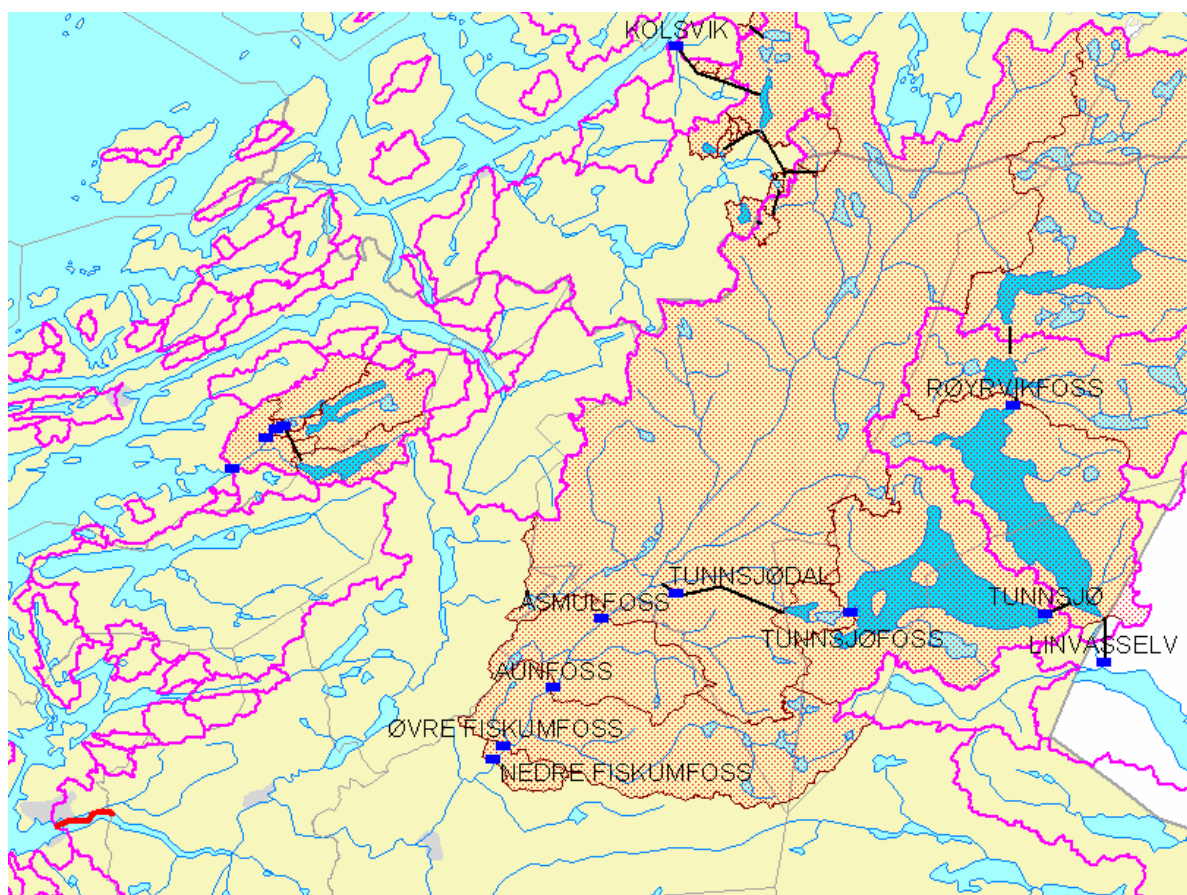 KOLSVIK
RØYRVIKFOSS
TUNNSJØDAL
ÅSMULFOSS
TUNNSJØ
TUNNSJØFOSS
LINVASSELV
AUNFOSS
ØVRE FISKUMFOSS
NEDRE FISKUMFOSS